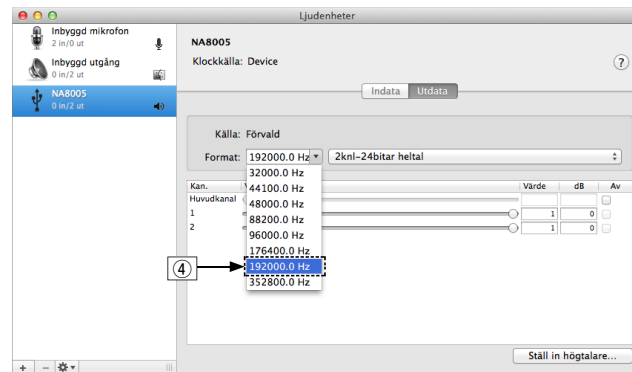 Ljudenheter
Inbyggd mikrofon
2 in/0 ut
Inbyggd utgång
0 in/2 ut
NA8005
0 in/2 ut
NA8005
Klockkälla: Device
?
Indata Utdata
Källa: Förvald
Format: 192000.0 Hz 2knl-24bitar heltal
32000.0 Hz
44100.0 Hz
48000.0 Hz
88200.0 Hz
96000.0 Hz
176400.0 Hz
④ 192000.0 Hz
352800.0 Hz
Kan. V Värde dB Av
Huvudkanal
1 1 0
2 1 0
Ställ in högtalare...
+ −